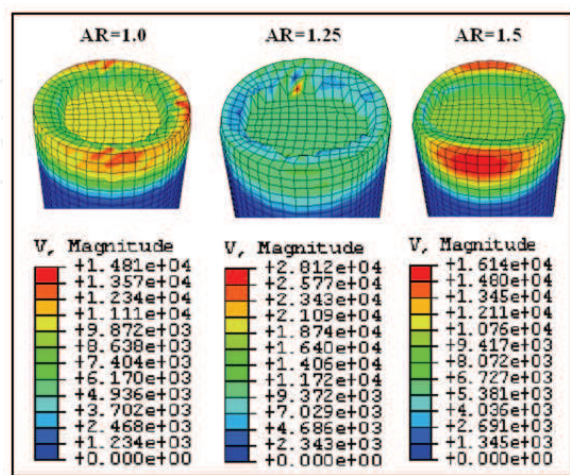 AR=1.0
AR=1.25
AR=1.5
V, Magnitude
+1.481e+04
+1.357e+04
+1.234e+04
+1.111e+04
+9.872e+03
+8.638e+03
+7.404e+03
+6.170e+03
+4.936e+03
+3.702e+03
+2.468e+03
+1.234e+03
+0.000e+00
V, Magnitude
+2.812e+04
+2.577e+04
+2.343e+04
+2.109e+04
+1.874e+04
+1.640e+04
+1.406e+04
+1.172e+04
+9.372e+03
+7.029e+03
+4.686e+03
+2.343e+03
+0.000e+00
V, Magnitude
+1.614e+04
+1.480e+04
+1.345e+04
+1.211e+04
+1.076e+04
+9.417e+03
+8.072e+03
+6.727e+03
+5.381e+03
+4.036e+03
+2.691e+03
+1.345e+03
+0.000e+00